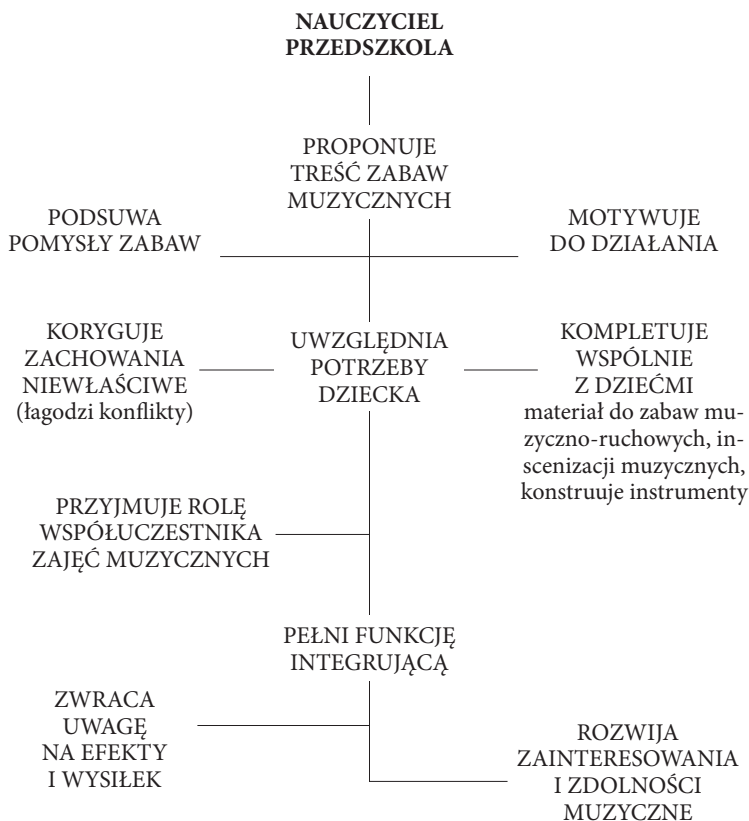 NAUCZYCIEL
PRZEDSZKOLA
PROPONUJE
TREŚĆ ZABAW
MUZYCZNYCH
PODSUWA
POMYSŁY ZABAW
MOTYWUJE
DO DZIAŁANIA
KORYGUJE
ZACHOWANIA
NIEWŁAŚCIWE
(łagodzi konflikty)
UWZGLĘDNIA
POTRZEBY
DZIECKA
KOMPLETUJE
WSPÓLNIE
Z DZIEĆMI
materiał do zabaw mu-
zyczno-ruchowych, in-
scenizacji muzycznych,
konstruuje instrumenty
PRZYJMUJE ROLĘ
WSPÓŁUCZESTNIKA
ZAJĘĆ MUZYCZNYCH
PEŁNI FUNKCJĘ
INTEGRUJĄCĄ
ZWRACA
UWAGĘ
NA EFEKTY
I WYSIŁEK
ROZWIJA
ZAINTERESOWANIA
I ZDOLNOŚCI
MUZYCZNE